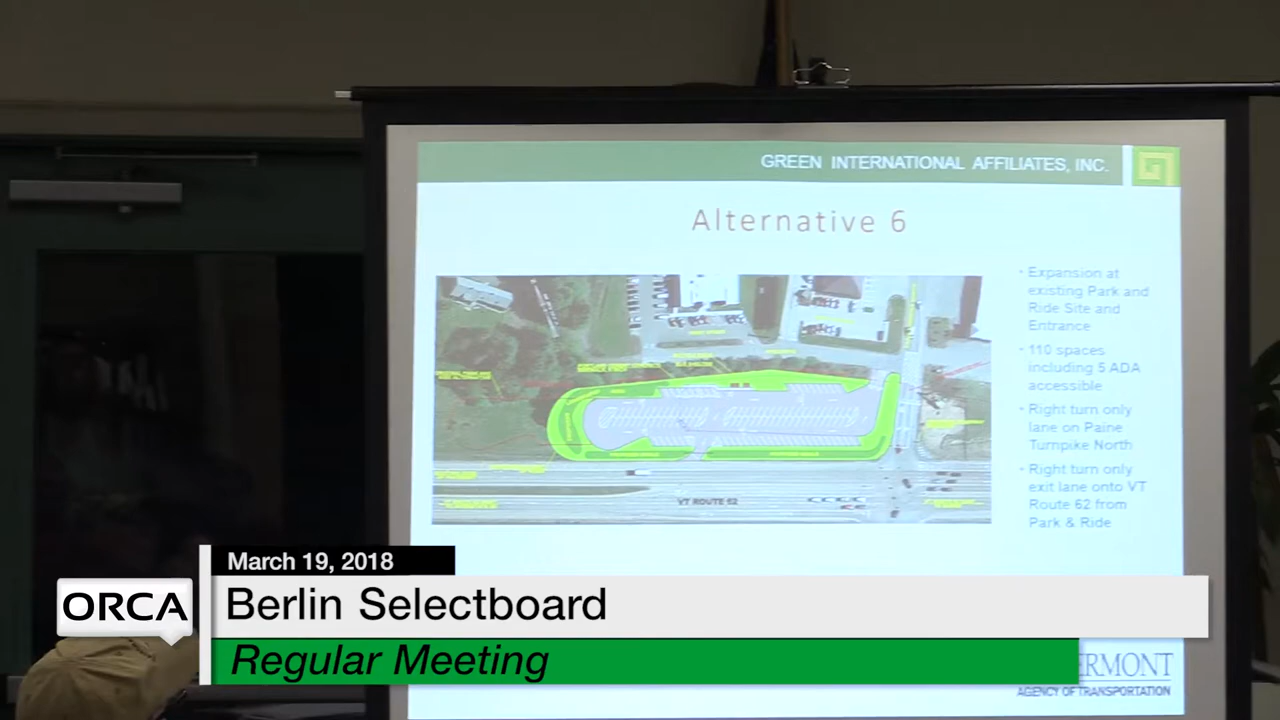 GREEN INTERNATIONAL AFFILIATES, INC.
Alternative 6
• Expansion at
existing Park and
Ride Site and
Entrance
• 110 spaces
including 5 ADA
accessible
• Right turn only
lane on Paine
Turnpike North
• Right turn only
exit lane onto VT
Route 62 from
Park & Ride
VT ROUTE 62
March 19, 2018
ORCA
Berlin Selectboard
Regular Meeting
ERMONT
AGENCY OF TRANSPORTATION